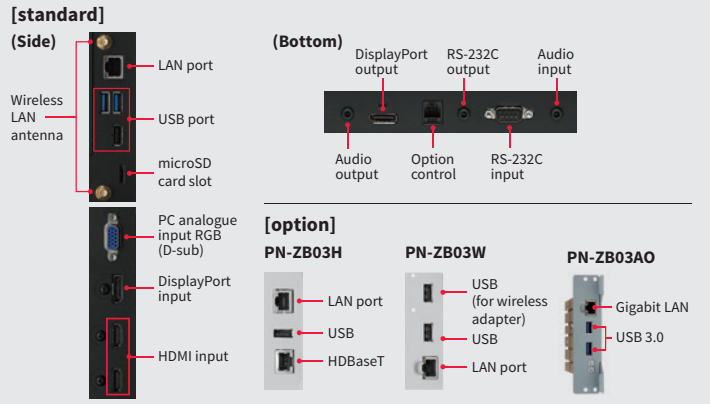 [standard]
(Side)
LAN port
Wireless
LAN
antenna
USB port
microSD
card slot
PC analogue
input RGB
(D-sub)
DisplayPort
input
HDMI input
(Bottom)
DisplayPort
output
RS-232C
output
Audio
input
Audio
output
Option
control
RS-232C
input
[option]
PN-ZB03H
LAN port
USB
HDBaseT
PN-ZB03W
USB
(for wireless
adapter)
USB
LAN port
PN-ZB03AO
Gigabit LAN
USB 3.0